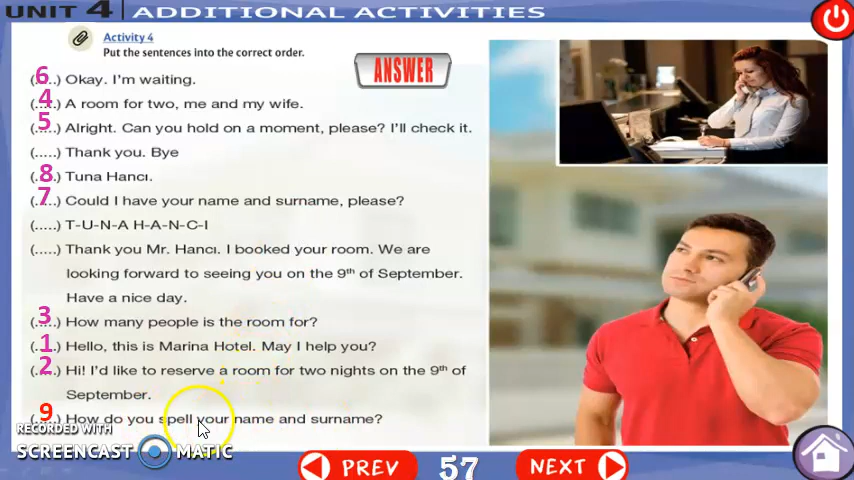 UNIT 4 ADDITIONAL ACTIVITIES
Activity 4
Put the sentences into the correct order.
ANSWER
(6) Okay. I'm waiting.
(4) A room for two, me and my wife.
(5) Alright. Can you hold on a moment, please? I'll check it.
(.....) Thank you. Bye
(8) Tuna Hancı.
(7) Could I have your name and surname, please?
(.....) T-U-N-A H-A-N-C-I
(.....) Thank you Mr. Hancı. I booked your room. We are
looking forward to seeing you on the 9th of September.
Have a nice day.
(3) How many people is the room for?
(1) Hello, this is Marina Hotel. May I help you?
(2) Hi! I'd like to reserve a room for two nights on the 9th of
September.
(9) How do you spell your name and surname?
RECORDED WITH
SCREENCAST MATIC
PREV 57 NEXT